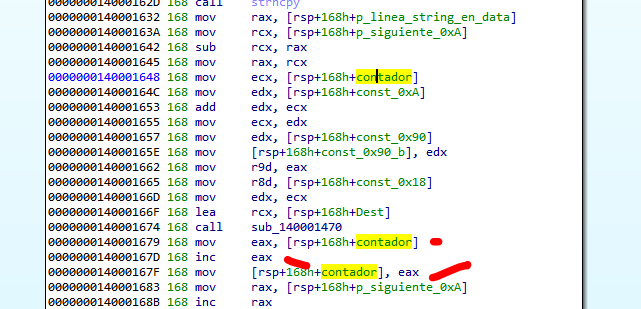 000000014000162D 168 call    strncpy
0000000140001632 168 mov     rax, [rsp+168h+p_linea_string_en_data]
000000014000163A 168 mov     rcx, [rsp+168h+p_siguiente_0xA]
0000000140001642 168 sub     rcx, rax
0000000140001645 168 mov     rax, rcx
0000000140001648 168 mov     ecx, [rsp+168h+contador]
000000014000164C 168 mov     edx, [rsp+168h+const_0xA]
0000000140001653 168 add     edx, ecx
0000000140001655 168 mov     ecx, edx
0000000140001657 168 mov     edx, [rsp+168h+const_0x90]
000000014000165E 168 mov     [rsp+168h+const_0x90_b], edx
0000000140001662 168 mov     r9d, eax
0000000140001665 168 mov     r8d, [rsp+168h+const_0x18]
000000014000166D 168 mov     edx, ecx
000000014000166F 168 lea     rcx, [rsp+168h+Dest]
0000000140001674 168 call    sub_140001470
0000000140001679 168 mov     eax, [rsp+168h+contador]
000000014000167D 168 inc     eax
000000014000167F 168 mov     [rsp+168h+contador], eax
0000000140001683 168 mov     rax, [rsp+168h+p_siguiente_0xA]
000000014000168B 168 inc     rax